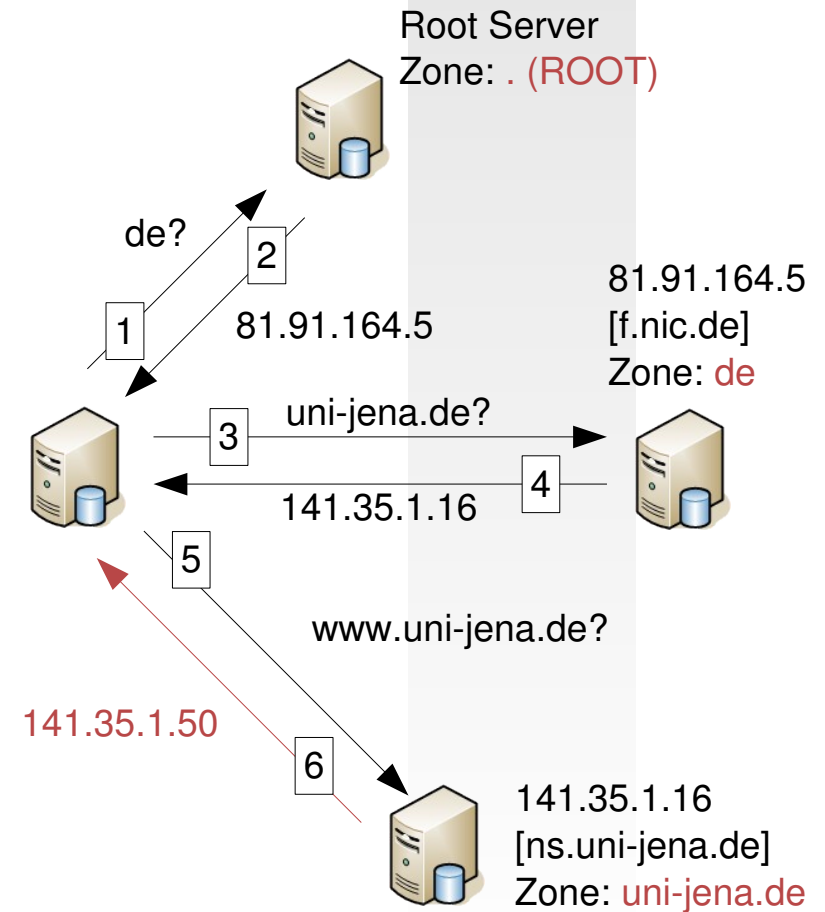 Root Server
Zone: . (ROOT)
de?
2
1
81.91.164.5
81.91.164.5
[f.nic.de]
Zone: de
uni-jena.de?
3
4
141.35.1.16
5
www.uni-jena.de?
141.35.1.50
6
141.35.1.16
[ns.uni-jena.de]
Zone: uni-jena.de